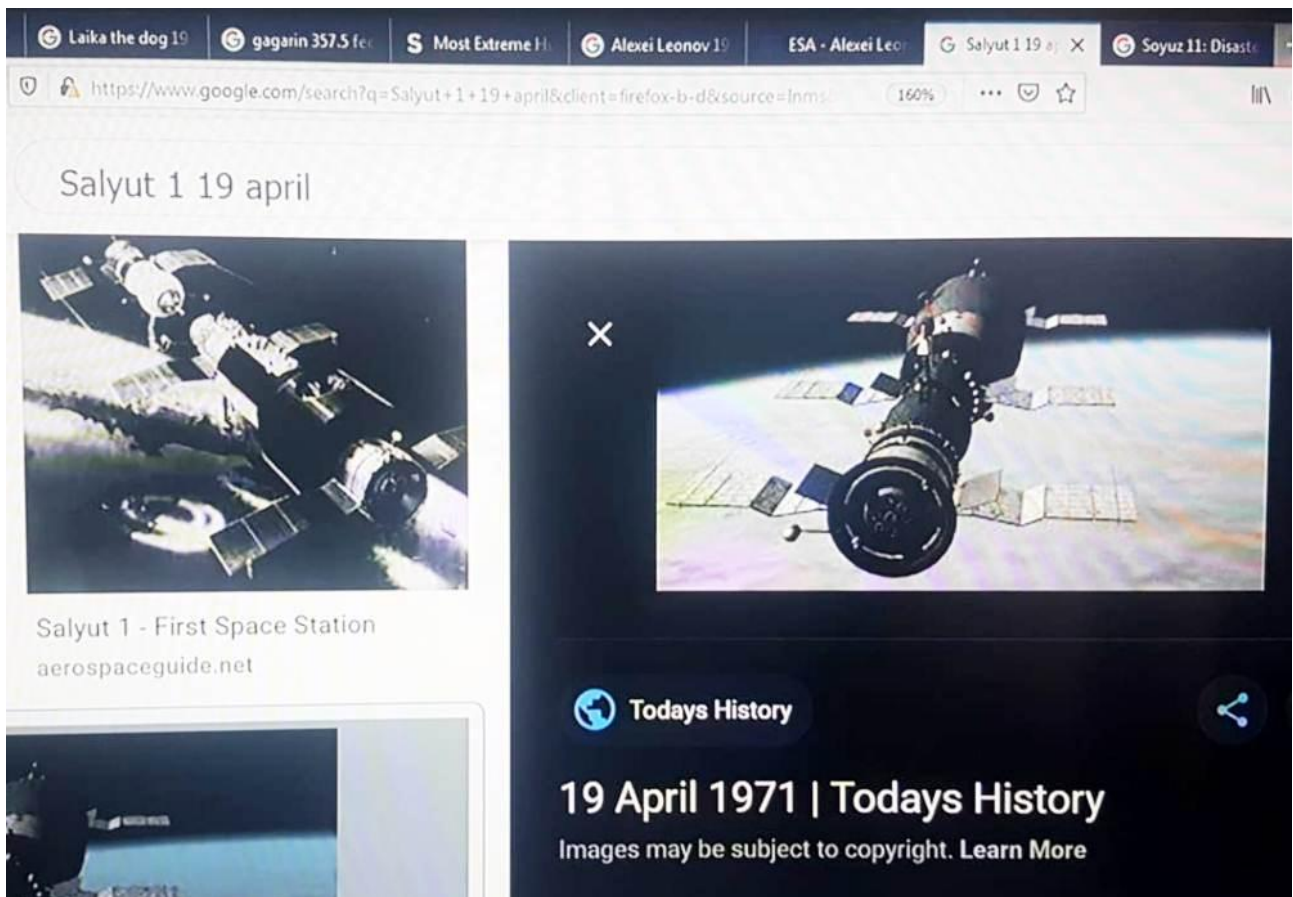 Laika the dog 19
gagarin 357.5 fe
S Most Extreme H
Alexei Leonov 19
ESA - Alexei Leo
Salyut 1 19 a
Soyuz 11: Disast
https://www.google.com/search?q=Salyut+1+19+april&client=firefox-b-d&source=lnms
160%
Salyut 1 19 april
Salyut 1 - First Space Station
aerospaceguide.net
Todays History
19 April 1971 | Todays History
Images may be subject to copyright. Learn More